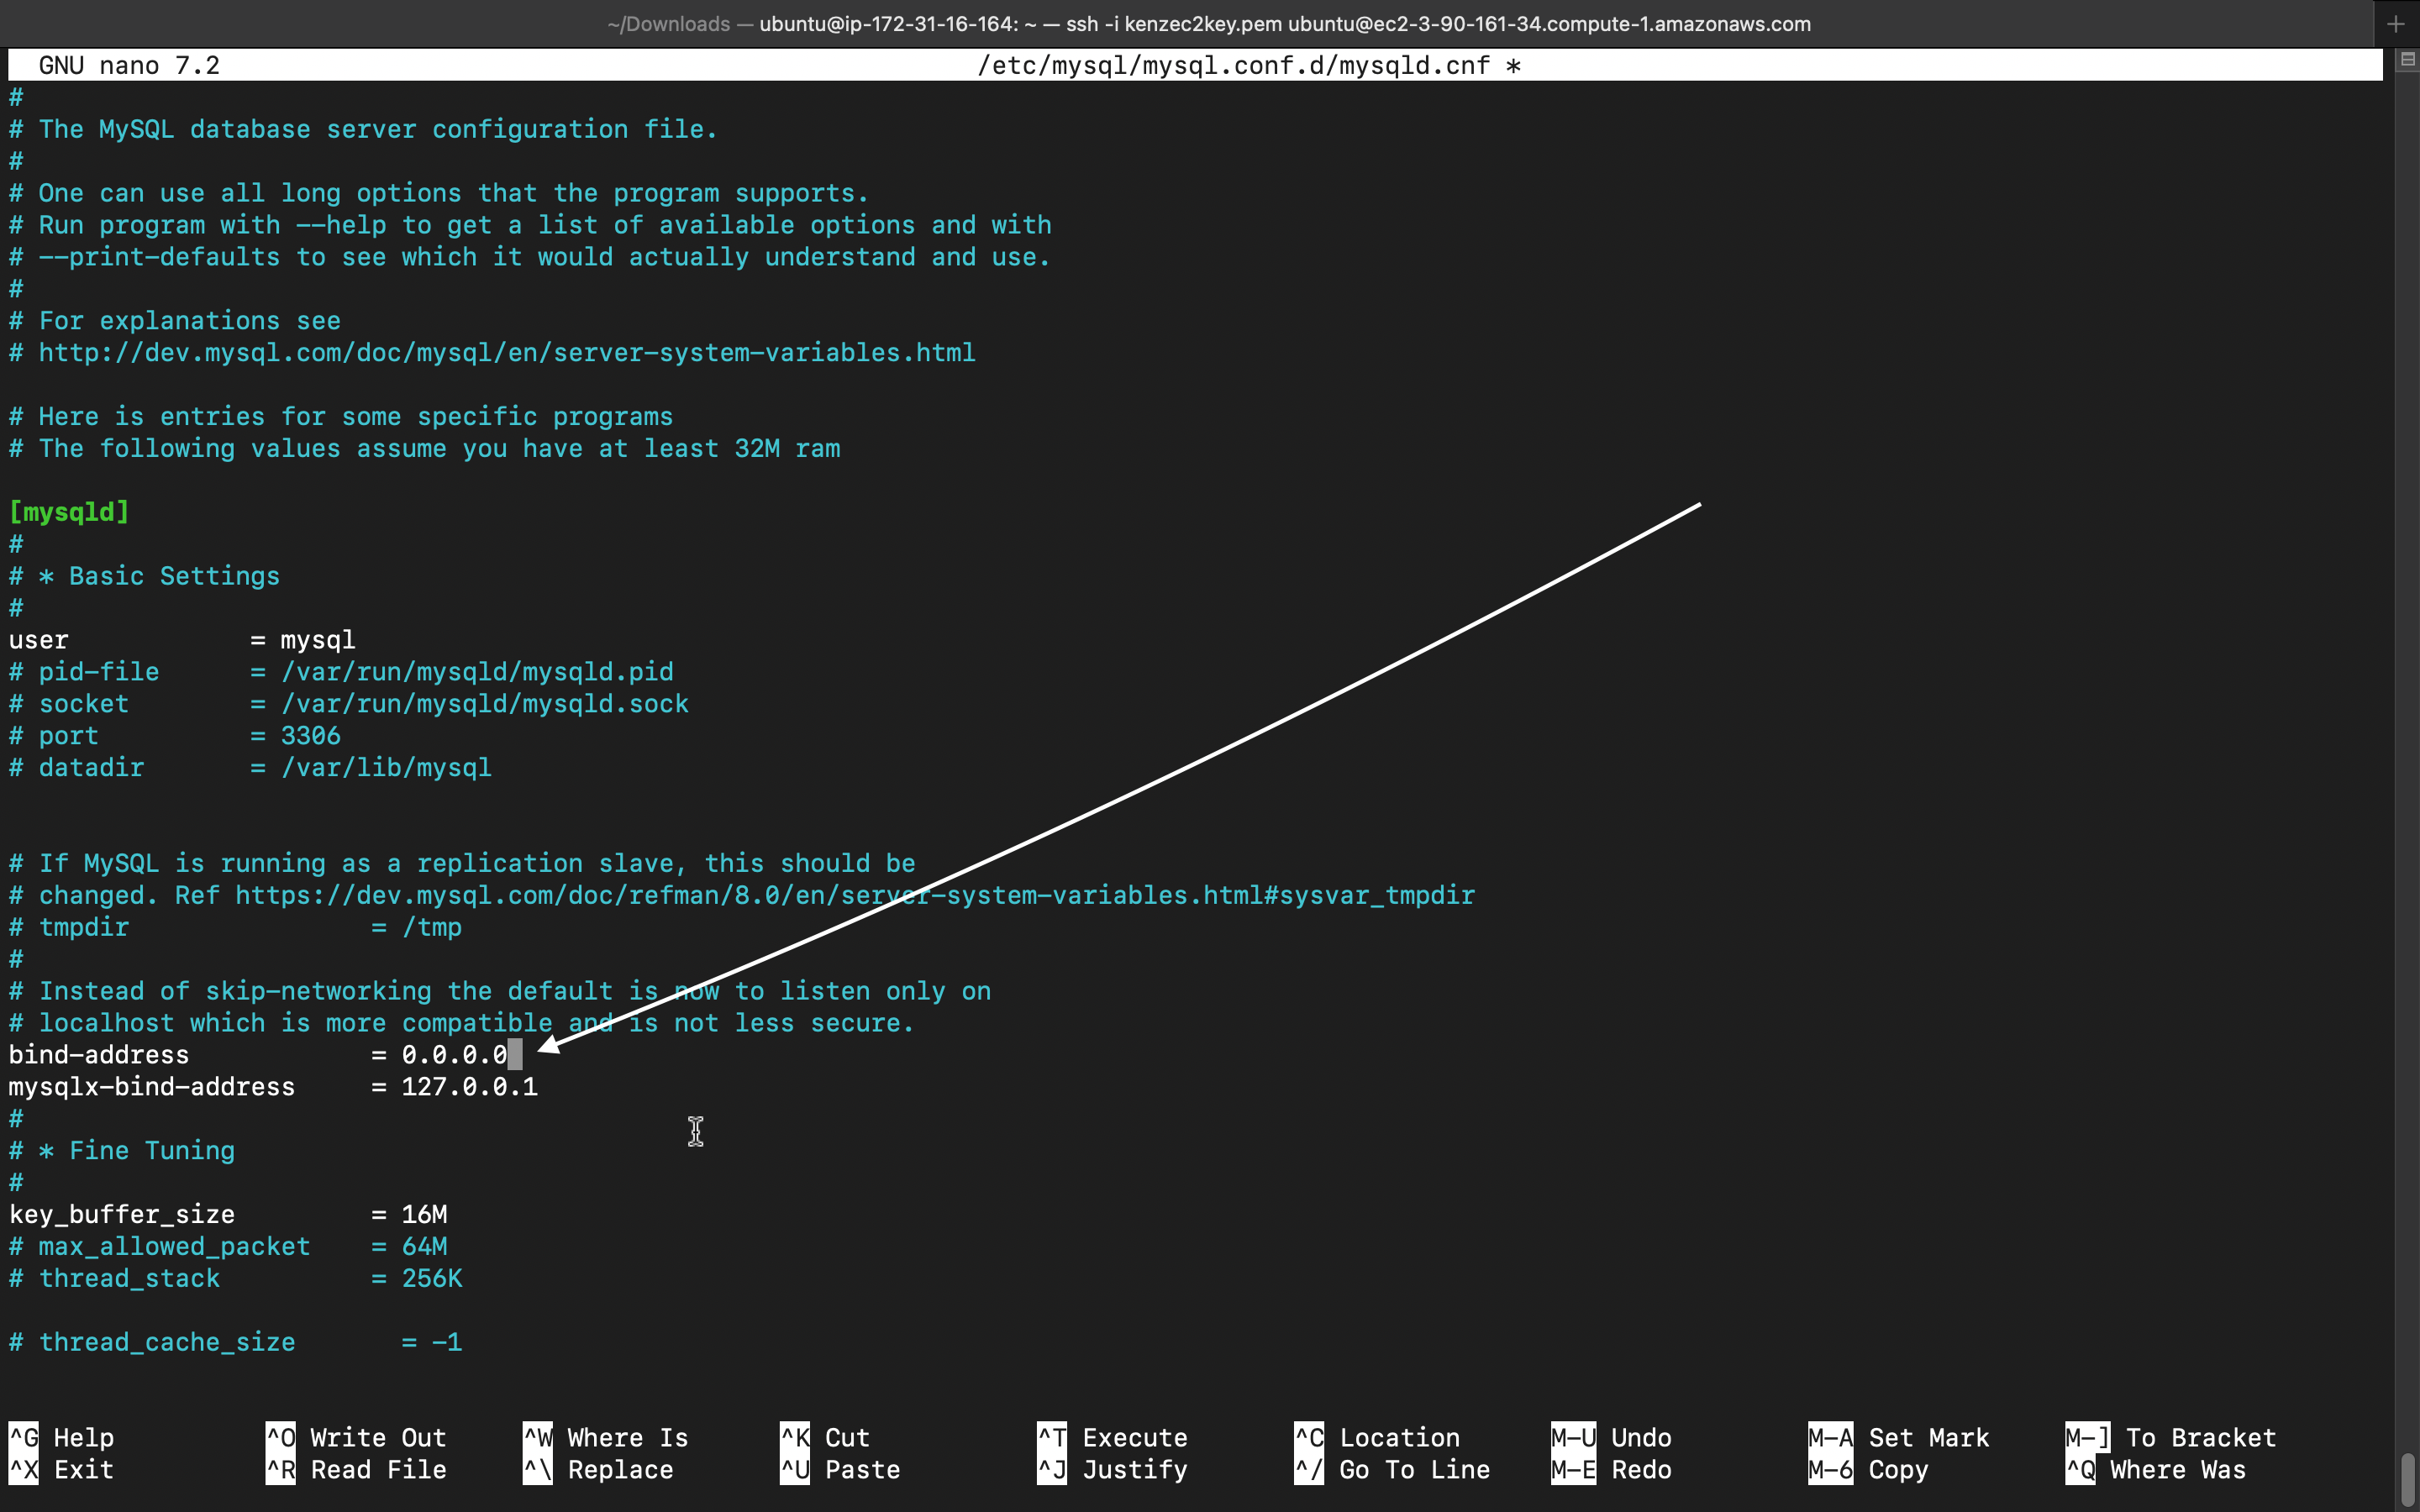 ~/Downloads — ubuntu@ip-172-31-16-164: ~ — ssh -i kenzec2key.pem ubuntu@ec2-3-90-161-34.compute-1.amazonaws.com
GNU nano 7.2 /etc/mysql/mysql.conf.d/mysqld.cnf *
#
# The MySQL database server configuration file.
#
# One can use all long options that the program supports.
# Run program with --help to get a list of available options and with
# --print-defaults to see which it would actually understand and use.
#
# For explanations see
# http://dev.mysql.com/doc/mysql/en/server-system-variables.html

# Here is entries for some specific programs
# The following values assume you have at least 32M ram

[mysqld]
#
# * Basic Settings
#
user            = mysql
# pid-file      = /var/run/mysqld/mysqld.pid
# socket        = /var/run/mysqld/mysqld.sock
# port          = 3306
# datadir       = /var/lib/mysql


# If MySQL is running as a replication slave, this should be
# changed. Ref https://dev.mysql.com/doc/refman/8.0/en/server-system-variables.html#sysvar_tmpdir
# tmpdir                = /tmp
#
# Instead of skip-networking the default is now to listen only on
# localhost which is more compatible and is not less secure.
bind-address            = 0.0.0.0
mysqlx-bind-address     = 127.0.0.1
#
# * Fine Tuning
#
key_buffer_size         = 16M
# max_allowed_packet    = 64M
# thread_stack          = 256K

# thread_cache_size       = -1

^G Help ^O Write Out ^W Where Is ^K Cut ^T Execute ^C Location M-U Undo M-A Set Mark M-] To Bracket
^X Exit ^R Read File ^\ Replace ^U Paste ^J Justify ^/ Go To Line M-E Redo M-6 Copy ^Q Where Was